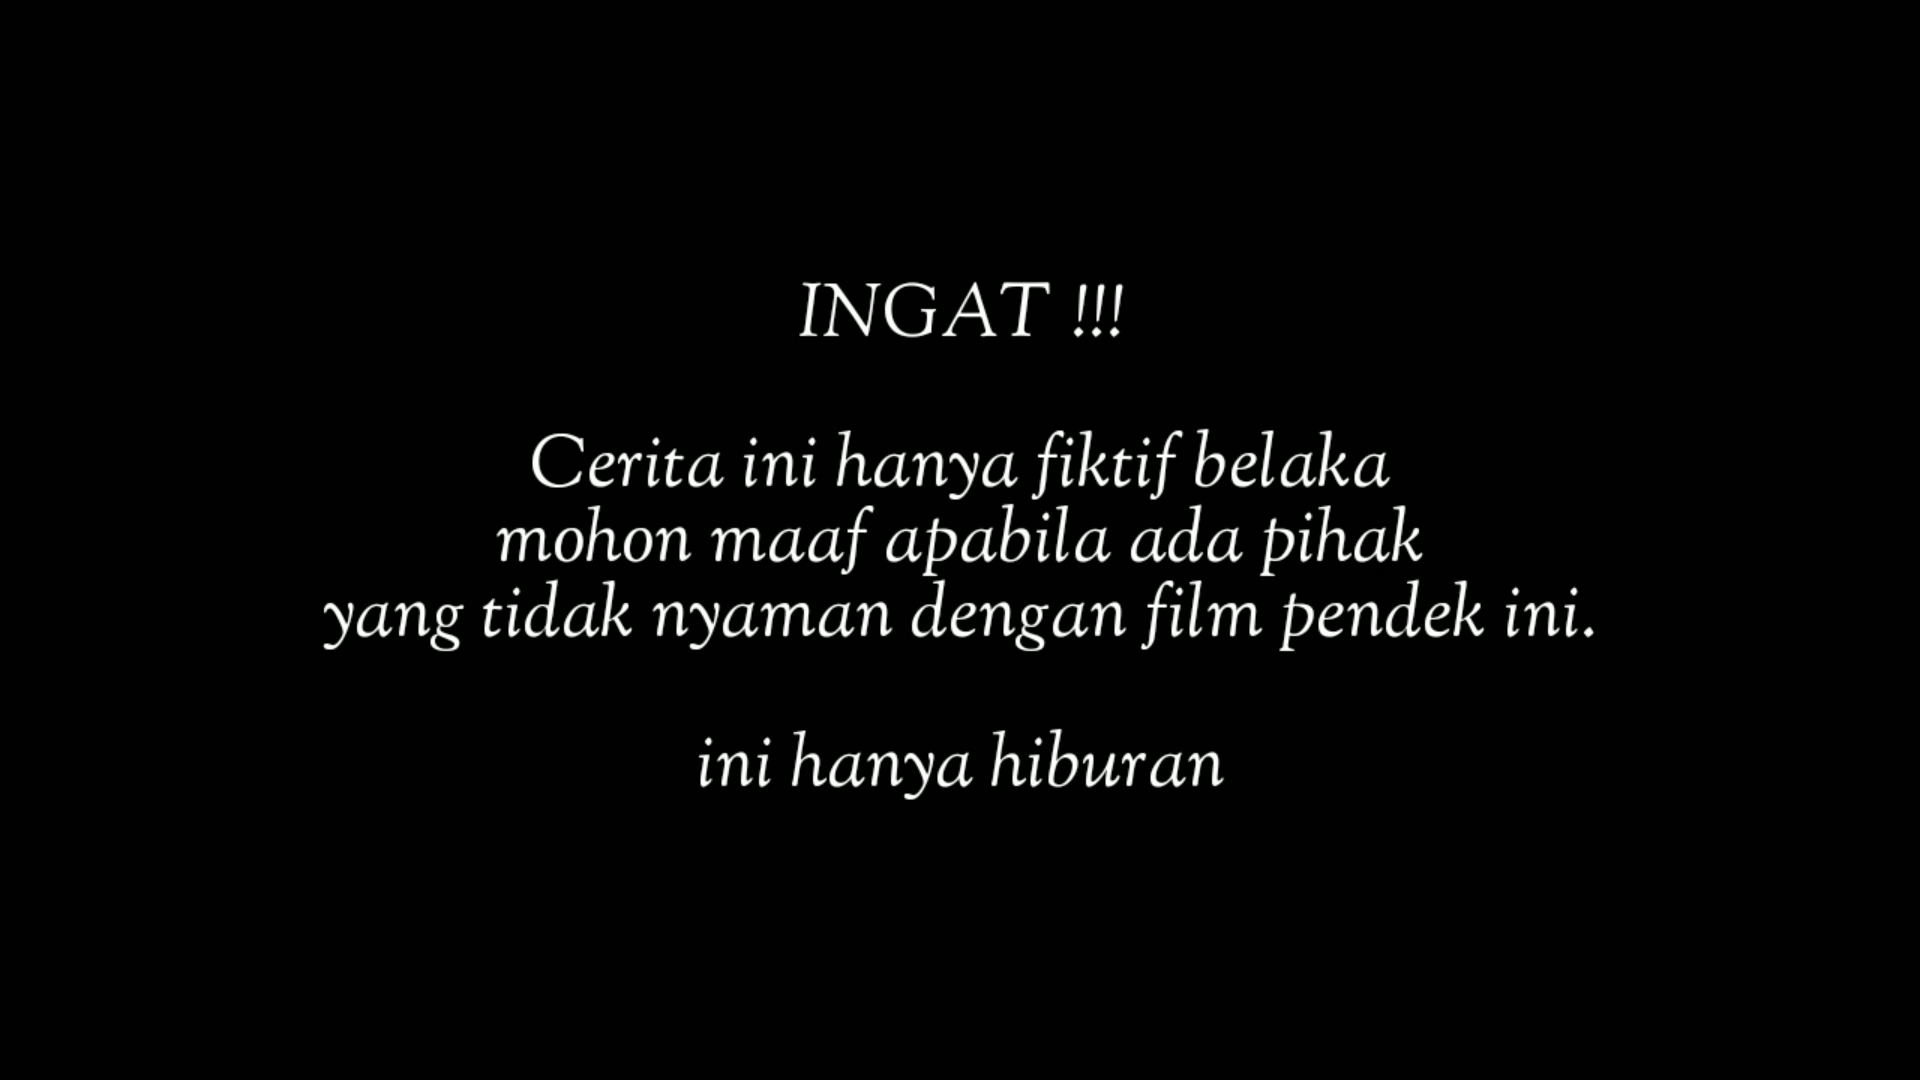 INGAT !!!
Cerita ini hanya fiktif belaka
mohon maaf apabila ada pihak
yang tidak nyaman dengan film pendek ini.
ini hanya hiburan